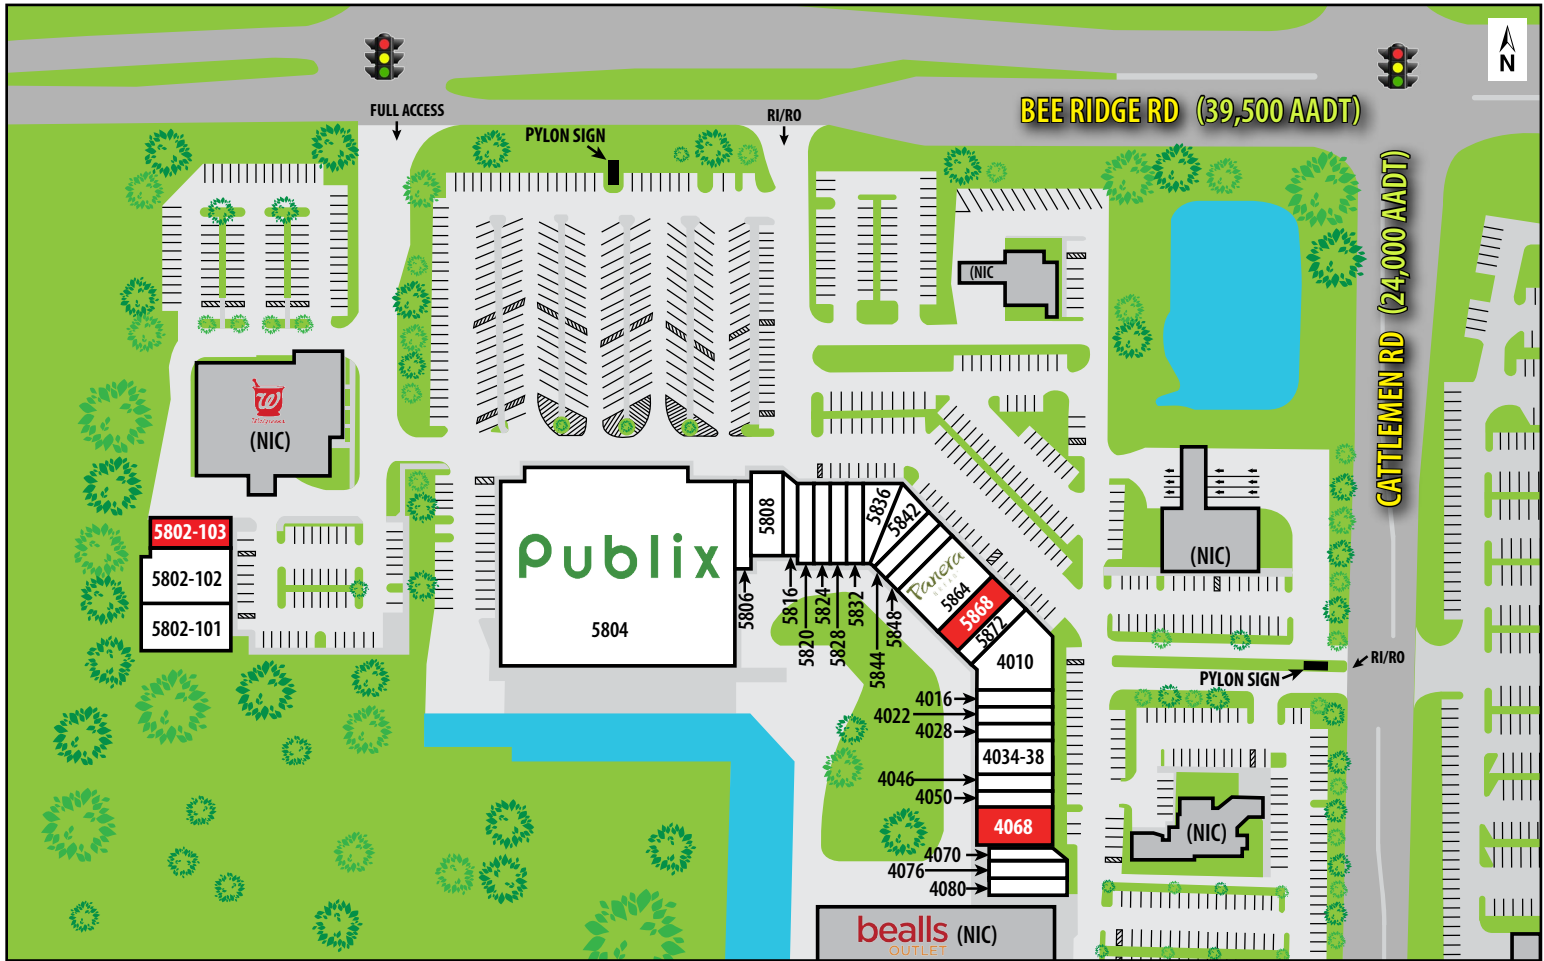 N
BEE RIDGE RD (39,500 AADT)
FULL ACCESS
RI/RO
PYLON SIGN
CATTLEMEN RD (24,000 AADT)
(NIC
Walgreens
(NIC)
5802-103
5802-102
5802-101
Publix
5804
5806
5808
5816
5820
5824
5828
5832
5836
5842
5844
5848
Panera
BREAD
5864
5868
5872
(NIC)
4010
RI/RO
PYLON SIGN
4016
4022
4028
4034-38
4046
4050
4068
(NIC)
4070
4076
4080
bealls (NIC)
OUTLET